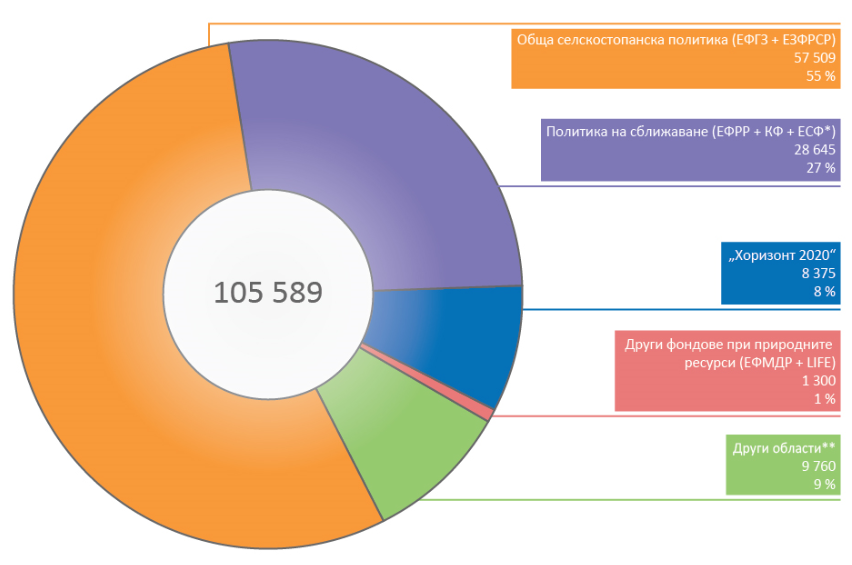 Обща селскостопанска политика (ЕФГЗ + ЕЗФРСР)
57 509
55 %
Политика на сближаване (ЕФРР + КФ + ЕСФ*)
28 645
27 %
„Хоризонт 2020“
8 375
8 %
105 589
Други фондове при природните
ресурси (ЕФМДР + LIFE)
1 300
1 %
Други области**
9 760
9 %